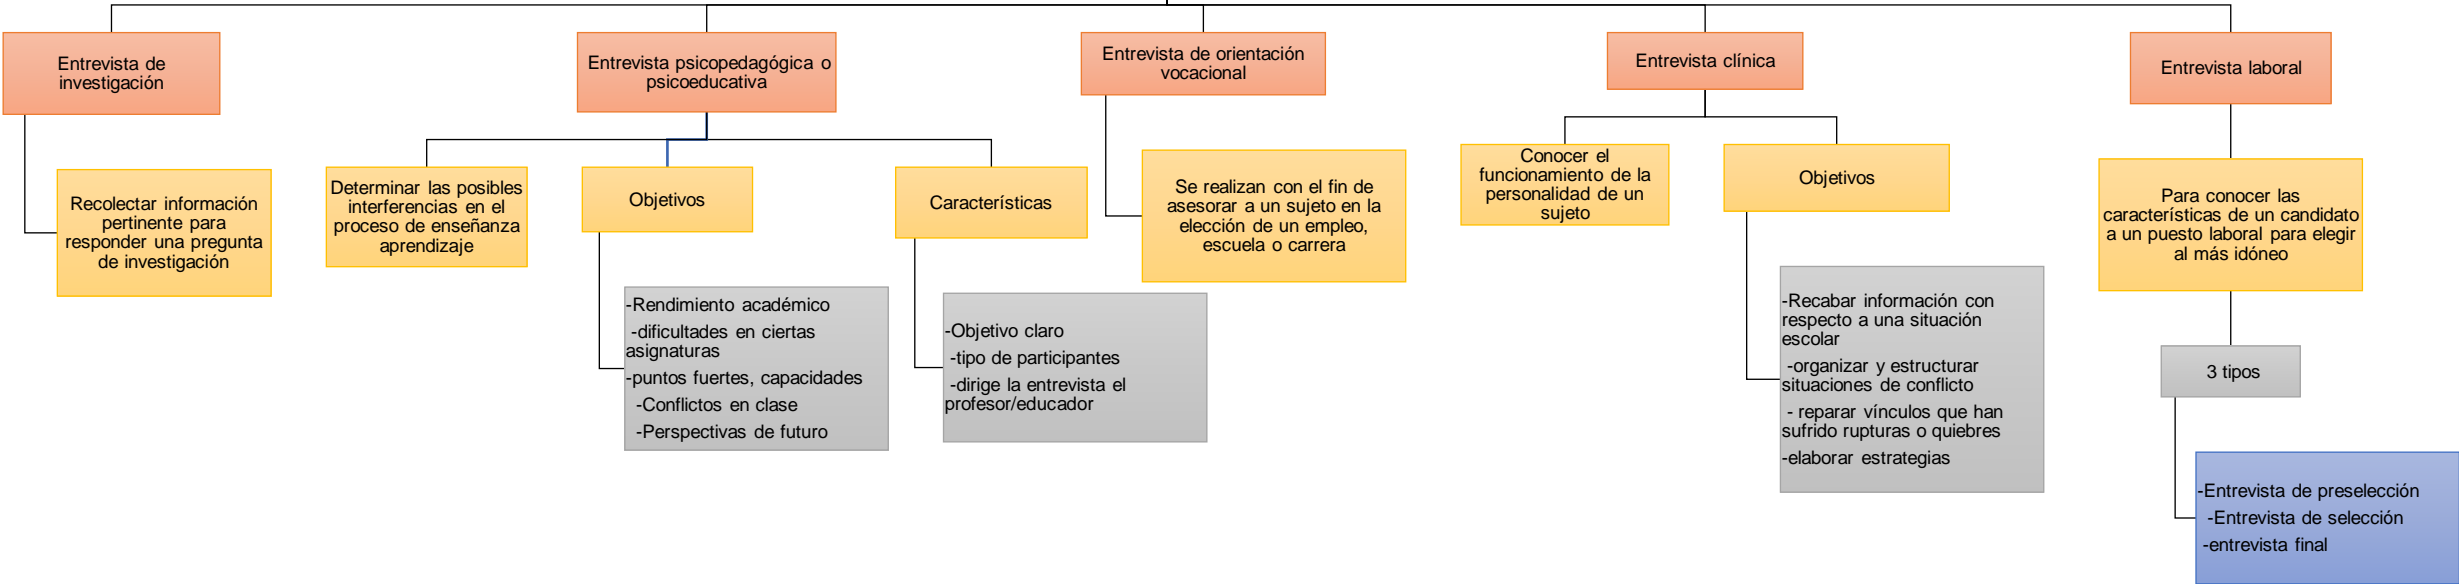 Entrevista de
investigación
Recolectar información
pertinente para
responder una pregunta
de investigación
Entrevista psicopedagógica o
psicoeducativa
Determinar las posibles
interferencias en el
proceso de enseñanza
aprendizaje
Objetivos
-Rendimiento académico
-dificultades en ciertas
asignaturas
-puntos fuertes, capacidades
-Conflictos en clase
-Perspectivas de futuro
Características
-Objetivo claro
-tipo de participantes
-dirige la entrevista el
profesor/educador
Entrevista de orientación
vocacional
Se realizan con el fin de
asesorar a un sujeto en la
elección de un empleo,
escuela o carrera
Entrevista clínica
Conocer el
funcionamiento de la
personalidad de un
sujeto
Objetivos
-Recabar información con
respecto a una situación
escolar
-organizar y estructurar
situaciones de conflicto
- reparar vínculos que han
sufrido rupturas o quiebres
-elaborar estrategias
Entrevista laboral
Para conocer las
características de un candidato
a un puesto laboral para elegir
al más idóneo
3 tipos
-Entrevista de preselección
-Entrevista de selección
-entrevista final